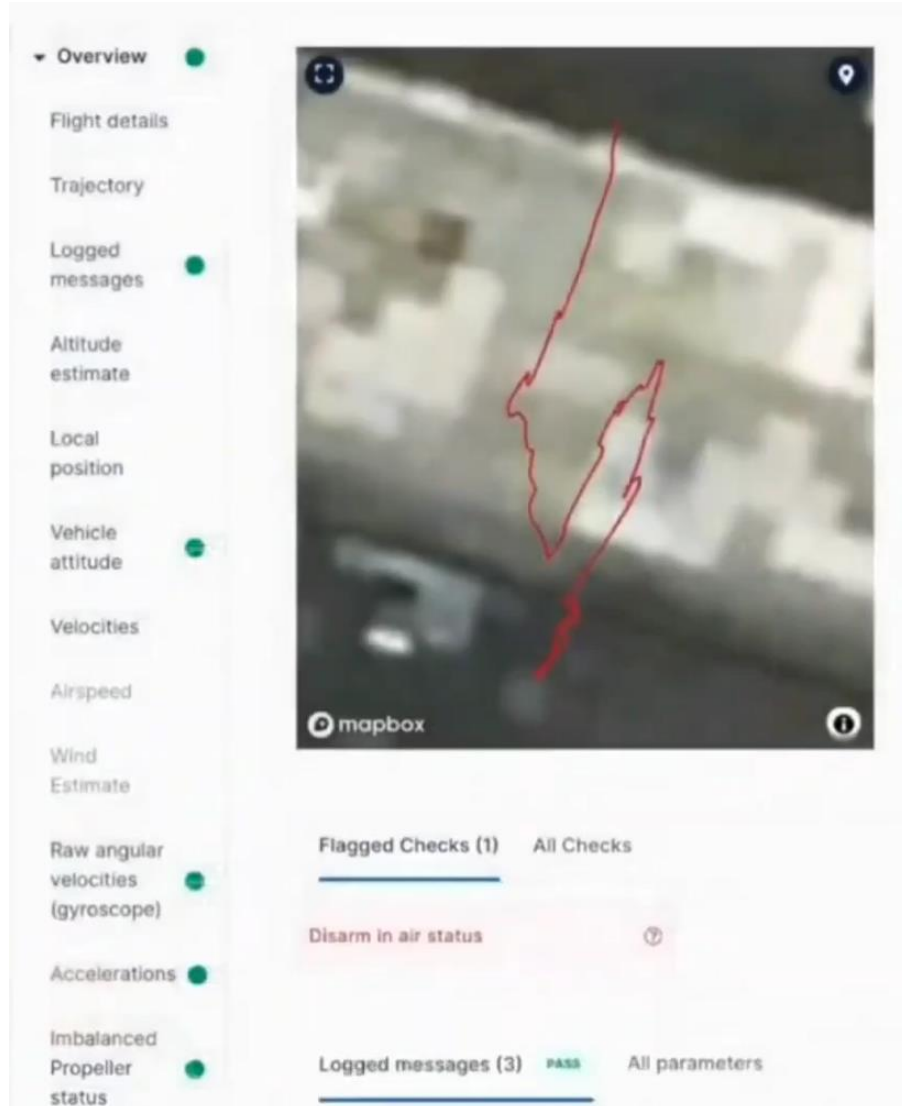 Overview
Flight details
Trajectory
Logged
messages
Altitude
estimate
Local
position
Vehicle
attitude
Velocities
Airspeed
Wind
Estimate
Raw angular
velocities
(gyroscope)
Accelerations
Imbalanced
Propeller
status
mapbox
Flagged Checks (1)
All Checks
Disarm in air status
Logged messages (3) PASS
All parameters